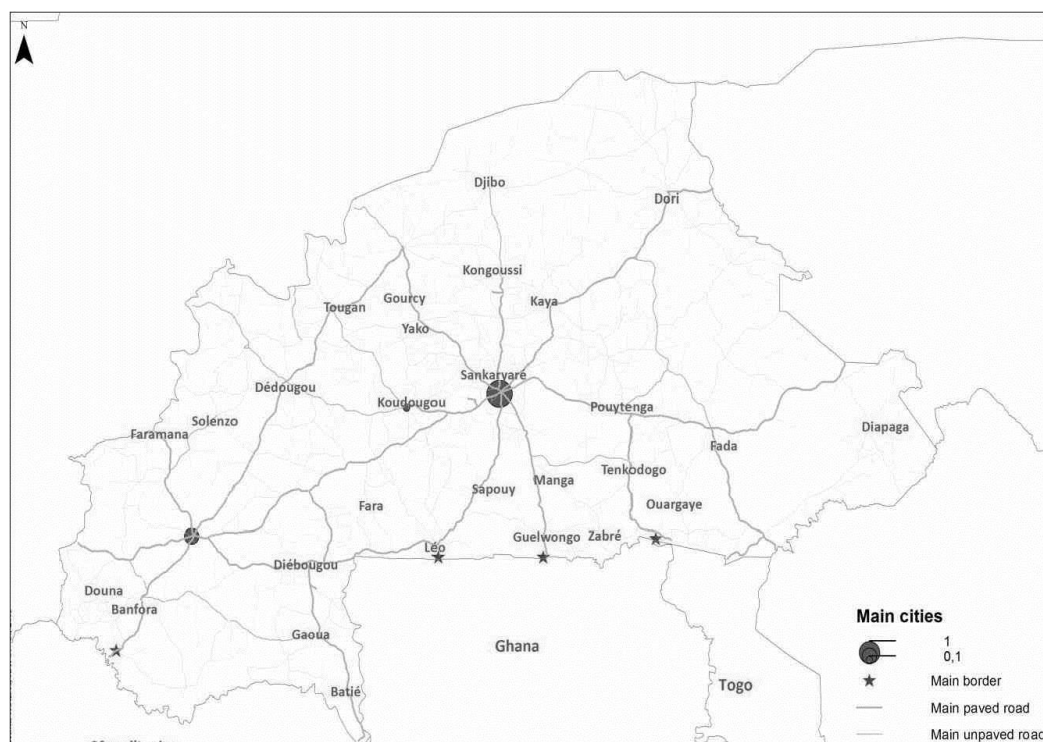 N
Djibo
Dori
Kongoussi
Kaya
Gourcy
Tougan
Yako
Sankaryaré
Dédougou
Koudougou
Pouytenga
Solenzo
Faramana
Diapaga
Fada
Tenkodogo
Manga
Sapouy
Fara
Ouargaye
Guelwongo
Zabré
Léo
Diébougou
Douna
Banfora
Gaoua
Ghana
Batié
Togo
Main cities
1
0,1
Main border
Main paved road
Main unpaved road